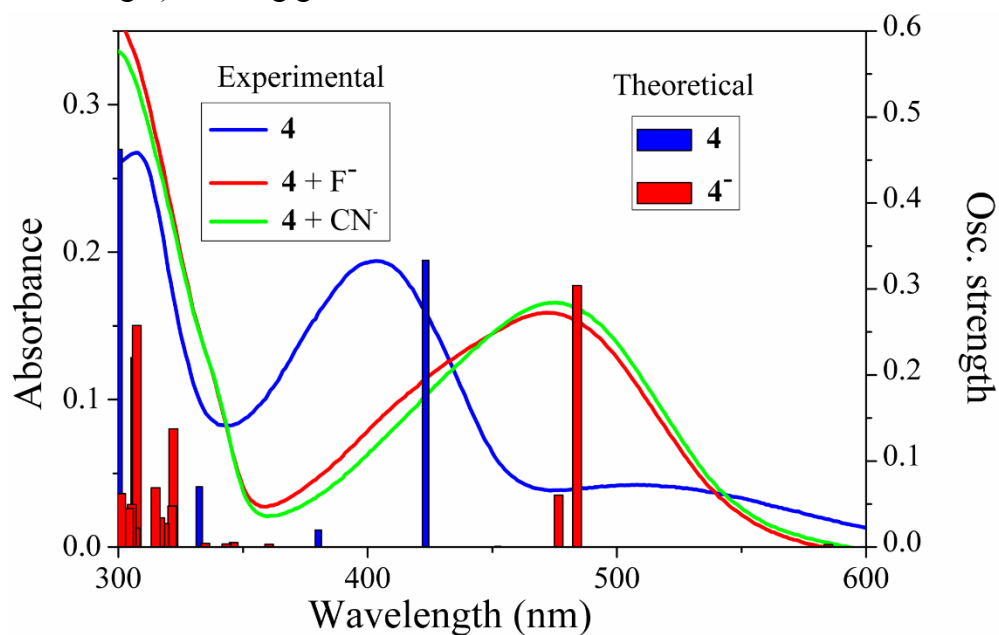 Experimental
4
4 + F⁻
4 + CN⁻
Theoretical
4
4⁻
Absorbance
0.3
0.2
0.1
0.0
0.6
0.5
0.4
0.3
0.2
0.1
0.0
Osc. strength
300
400
500
600
Wavelength (nm)